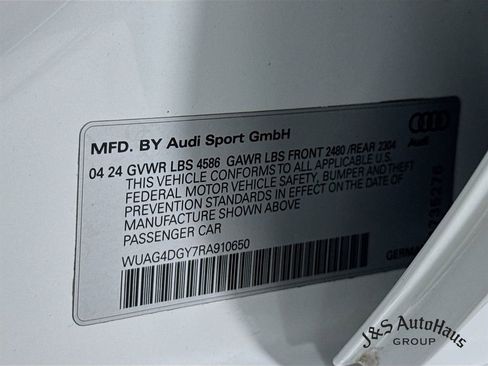 MFD. BY Audi Sport GmbH
04 24 GVWR LBS 4586 GAWR LBS FRONT 2480 /REAR 2304
THIS VEHICLE CONFORMS TO ALL APPLICABLE U.S.
FEDERAL MOTOR VEHICLE SAFETY, BUMPER AND THEFT
PREVENTION STANDARDS IN EFFECT ON THE DATE OF
MANUFACTURE SHOWN ABOVE.
PASSENGER CAR
WUAG4DGY7RA910650
Audi
J&S AUTOHAUS
GROUP